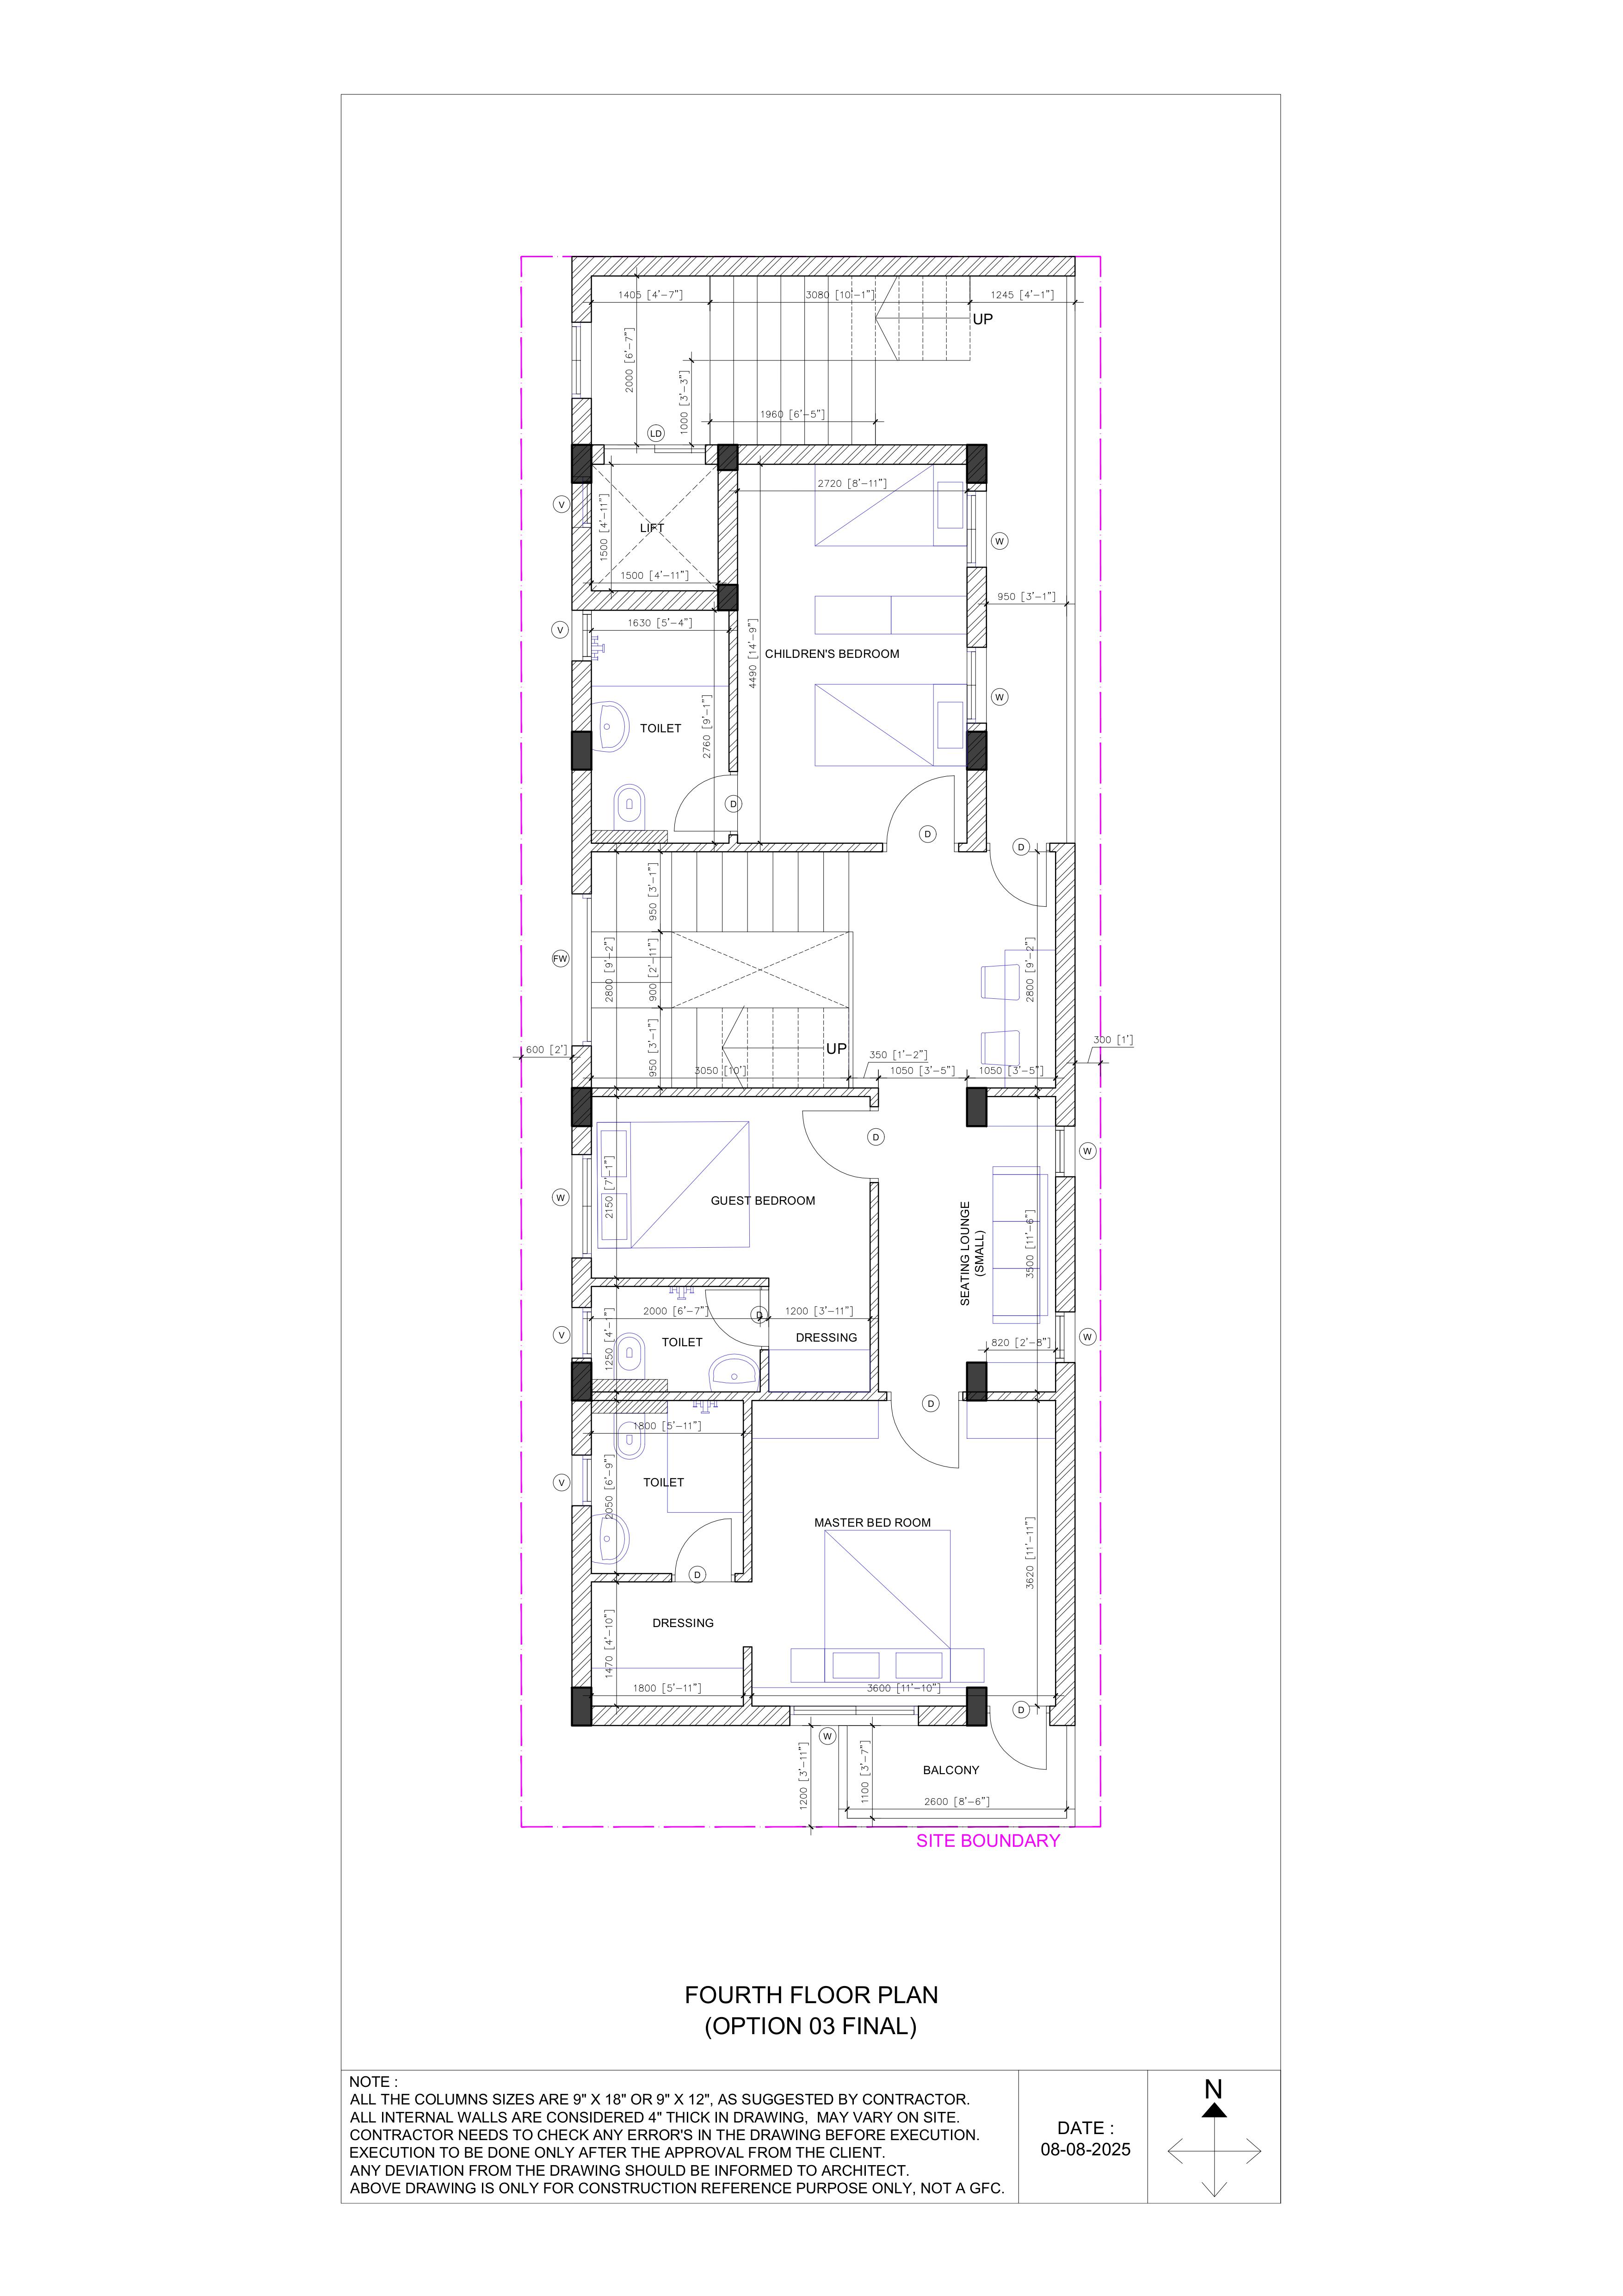 1405 [4'-7"]
3080 [10'-1"]
1245 [4'-1"]
UP
2000 [6'-7"]
1000 [3'-3"]
1960 [6'-5"]
LD
2720 [8'-11"]
V
1500 [4'-11"]
LIFT
W
1500 [4'-11"]
950 [3'-1"]
V
1630 [5'-4"]
4490 [14'-9"]
CHILDREN'S BEDROOM
W
2760 [9'-1"]
TOILET
D
D
D
950 [3'-1"]
FW
2800 [9'-2"]
900 [2'-11"]
2800 [9'-2"]
600 [2']
950 [3'-1"]
UP
350 [1'-2"]
300 [1']
3050 [10']
1050 [3'-5"]
1050 [3'-5"]
D
W
W
2150 [7'-1"]
GUEST BEDROOM
SEATING LOUNGE
(SMALL)
3500 [11'-6"]
2000 [6'-7"]
D
1200 [3'-11"]
V
1250 [4'-1"]
TOILET
DRESSING
820 [2'-8"]
W
D
1800 [5'-11"]
V
2050 [6'-9"]
TOILET
MASTER BED ROOM
3620 [11'-11"]
D
DRESSING
1470 [4'-10"]
1800 [5'-11"]
3600 [11'-10"]
D
W
1200 [3'-11"]
1100 [3'-7"]
BALCONY
2600 [8'-6"]
SITE BOUNDARY
FOURTH FLOOR PLAN
(OPTION 03 FINAL)
NOTE :
ALL THE COLUMNS SIZES ARE 9" X 18" OR 9" X 12", AS SUGGESTED BY CONTRACTOR.
ALL INTERNAL WALLS ARE CONSIDERED 4" THICK IN DRAWING, MAY VARY ON SITE.
CONTRACTOR NEEDS TO CHECK ANY ERROR'S IN THE DRAWING BEFORE EXECUTION.
EXECUTION TO BE DONE ONLY AFTER THE APPROVAL FROM THE CLIENT.
ANY DEVIATION FROM THE DRAWING SHOULD BE INFORMED TO ARCHITECT.
ABOVE DRAWING IS ONLY FOR CONSTRUCTION REFERENCE PURPOSE ONLY, NOT A GFC.
DATE :
08-08-2025
N